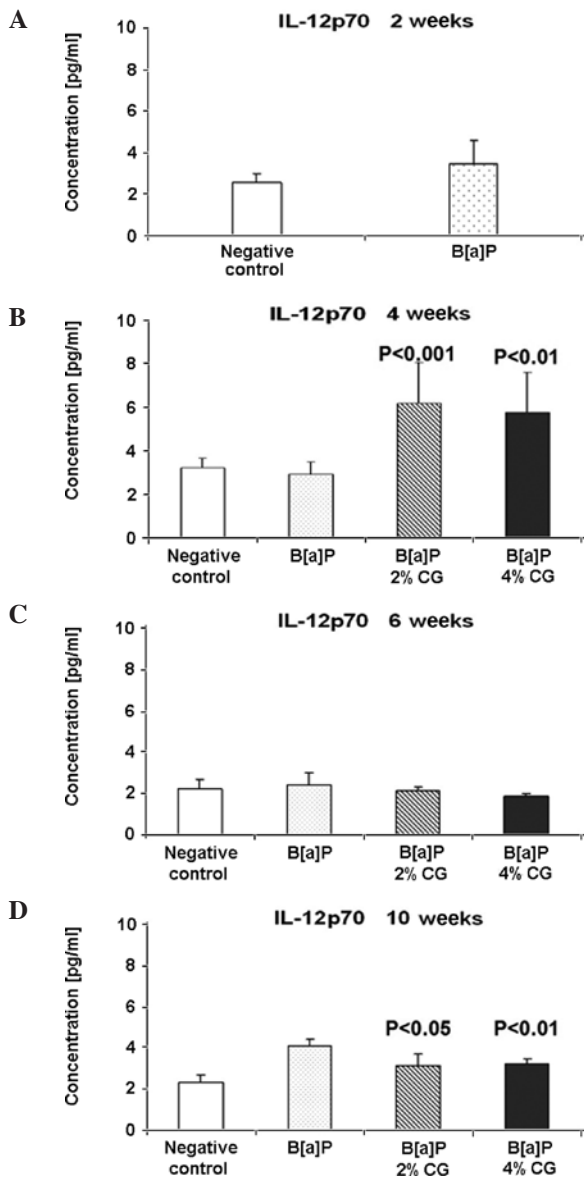 A
IL-12p70 2 weeks
Concentration [pg/ml]
10
8
6
4
2
0
Negative
control
B[a]P
B
IL-12p70 4 weeks
Concentration [pg/ml]
10
8
6
4
2
0
P<0.001
P<0.01
Negative
control
B[a]P
B[a]P
2% CG
B[a]P
4% CG
C
IL-12p70 6 weeks
Concentration [pg/ml]
10
8
6
4
2
0
Negative
control
B[a]P
B[a]P
2% CG
B[a]P
4% CG
D
IL-12p70 10 weeks
Concentration [pg/ml]
10
8
6
4
2
0
P<0.05
P<0.01
Negative
control
B[a]P
B[a]P
2% CG
B[a]P
4% CG